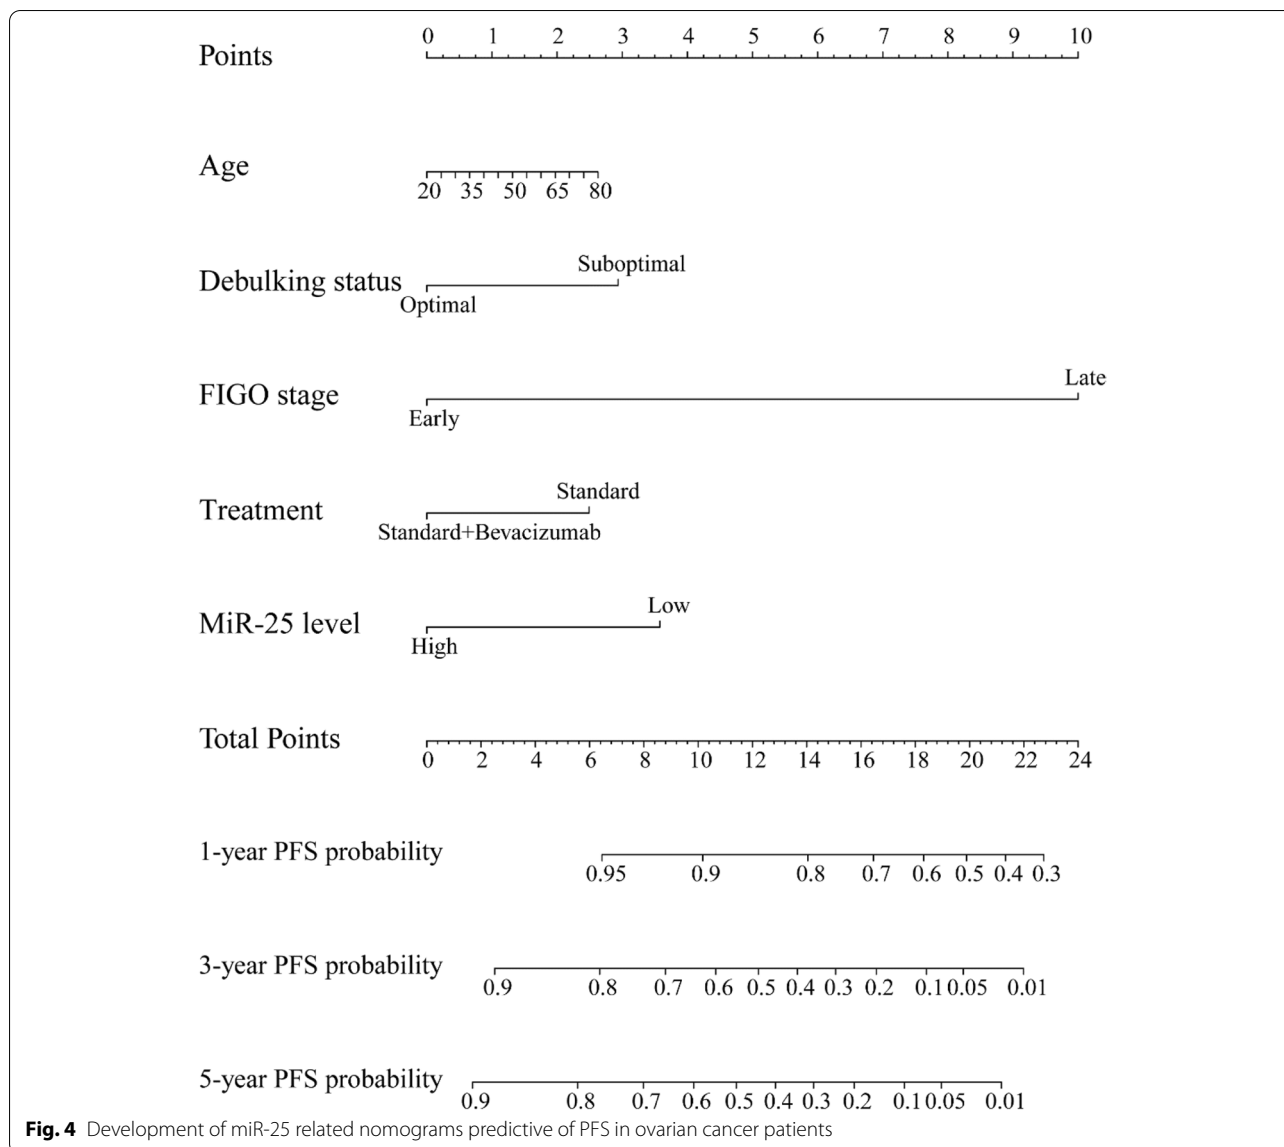 Points 0 1 2 3 4 5 6 7 8 9 10
Age 20 35 50 65 80
Suboptimal
Debulking status
Optimal
Late
FIGO stage
Early
Standard
Treatment
Standard+Bevacizumab
Low
MiR-25 level
High
Total Points
0 2 4 6 8 10 12 14 16 18 20 22 24
1-year PFS probability
0.95 0.9 0.8 0.7 0.6 0.5 0.4 0.3
3-year PFS probability
0.9 0.8 0.7 0.6 0.5 0.4 0.3 0.2 0.1 0.05 0.01
5-year PFS probability
0.9 0.8 0.7 0.6 0.5 0.4 0.3 0.2 0.1 0.05 0.01
Fig. 4 Development of miR-25 related nomograms predictive of PFS in ovarian cancer patients